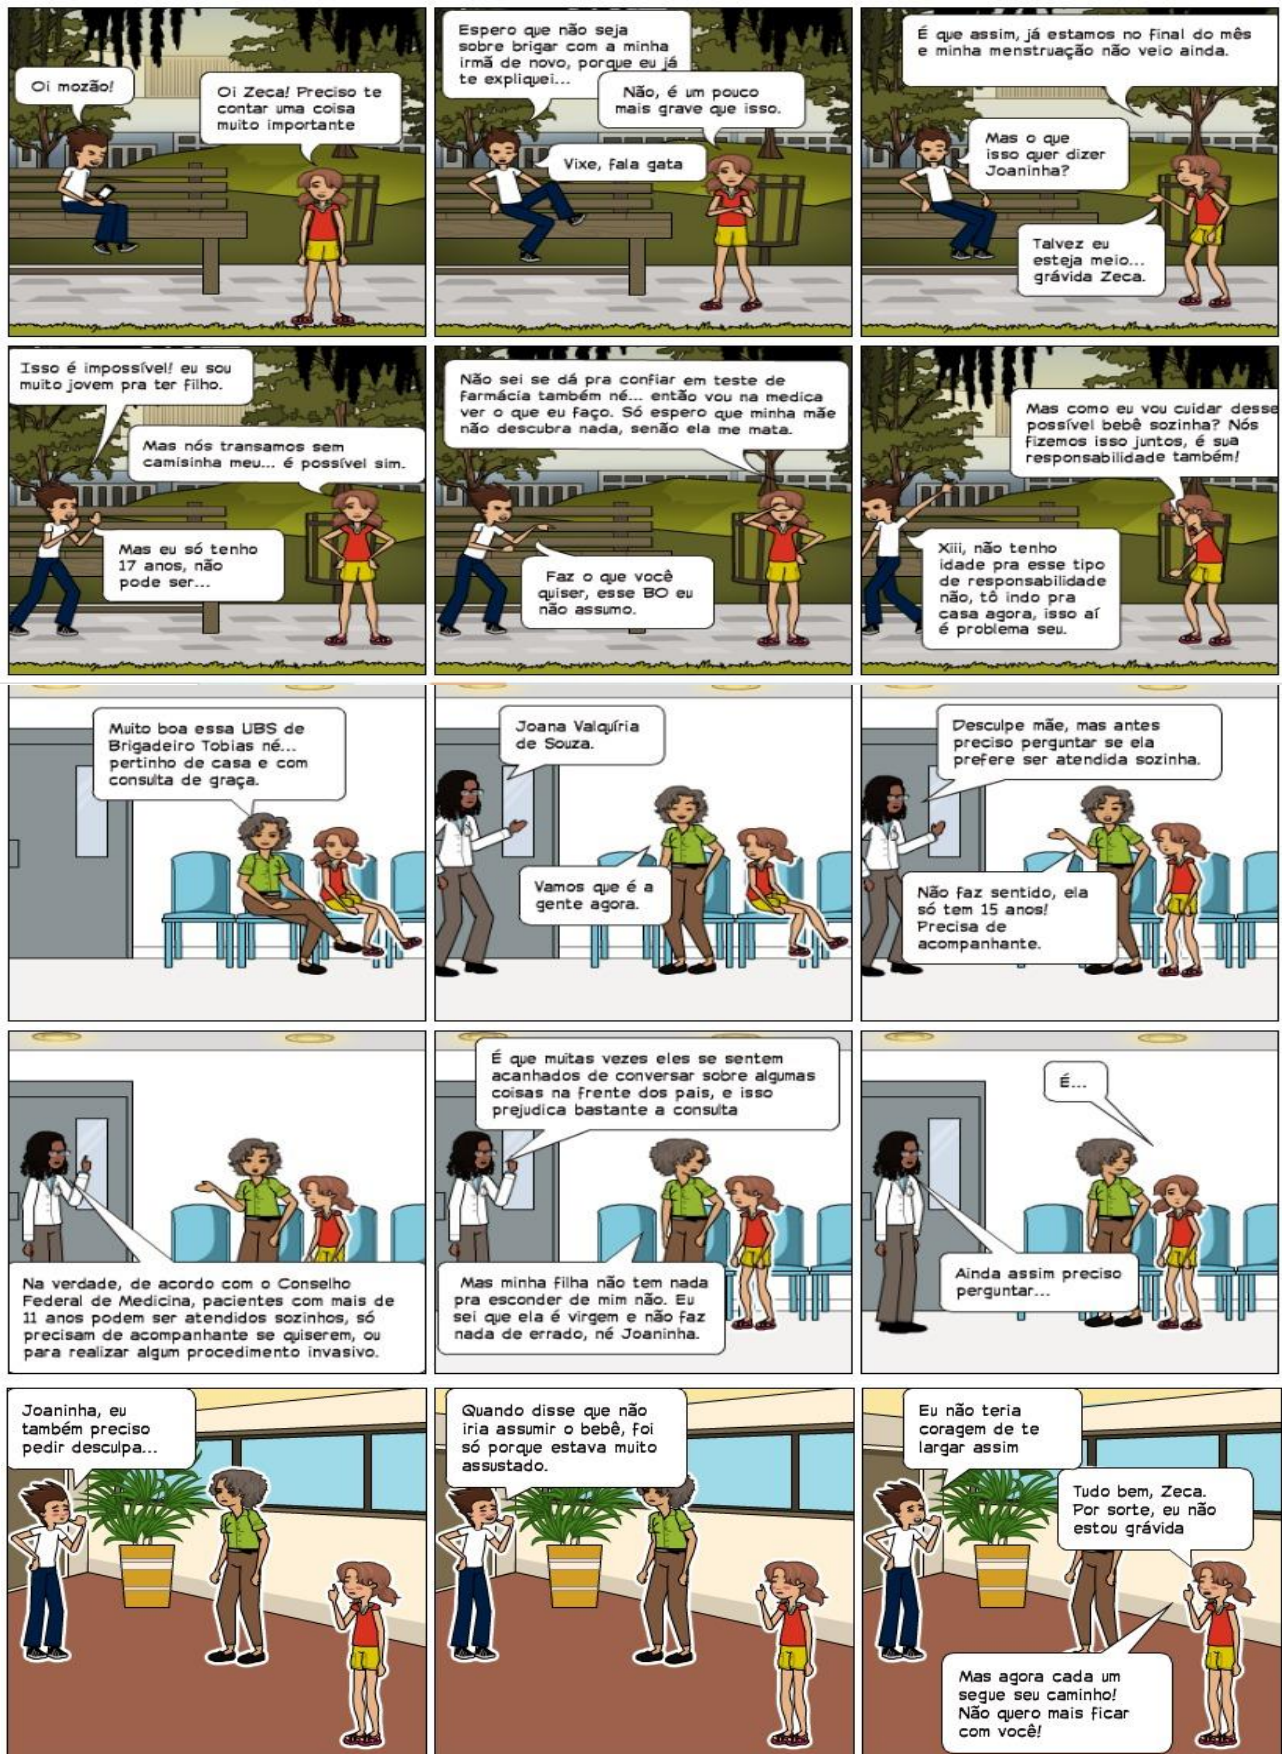 Oi mozão!
Oi Zeca! Preciso te
contar uma coisa
muito importante
Espero que não seja
sobre brigar com a minha
irmã de novo, porque eu já
te expliquei...
Não, é um pouco
mais grave que isso.
Vixe, fala gata
É que assim, já estamos no final do mês
e minha menstruação não veio ainda.
Mas o que
isso quer dizer
Joaninha?
Talvez eu
esteja meio...
grávida Zeca.
Isso é impossível! eu sou
muito jovem pra ter filho.
Mas nós transamos sem
camisinha meu... é possível sim.
Mas eu só tenho
17 anos, não
pode ser...
Não sei se dá pra confiar em teste de
farmácia também né... então vou na medica
ver o que eu faço. Só espero que minha mãe
não descubra nada, senão ela me mata.
Faz o que você
quiser, esse BO eu
não assumo.
Mas como eu vou cuidar desse
possível bebê sozinha? Nós
fizemos isso juntos, é sua
responsabilidade também!
Xiii, não tenho
idade pra esse tipo
de responsabilidade
não, tô indo pra
casa agora, isso aí
é problema seu.
Muito boa essa UBS de
Brigadeiro Tobias né...
pertinho de casa e com
consulta de graça.
Joana Valquíria
de Souza.
Vamos que é a
gente agora.
Desculpe mãe, mas antes
preciso perguntar se ela
prefere ser atendida sozinha.
Não faz sentido, ela
só tem 15 anos!
Precisa de
acompanhante.
Na verdade, de acordo com o Conselho
Federal de Medicina, pacientes com mais de
11 anos podem ser atendidos sozinhos, só
precisam de acompanhante se quiserem, ou
para realizar algum procedimento invasivo.
É que muitas vezes eles se sentem
acanhados de conversar sobre algumas
coisas na frente dos pais, e isso
prejudica bastante a consulta
Mas minha filha não tem nada
pra esconder de mim não. Eu
sei que ela é virgem e não faz
nada de errado, né Joaninha.
É...
Ainda assim preciso
perguntar...
Joaninha, eu
também preciso
pedir desculpa...
Quando disse que não
iria assumir o bebê, foi
só porque estava muito
assustado.
Eu não teria
coragem de te
largar assim
Tudo bem, Zeca.
Por sorte, eu não
estou grávida
Mas agora cada um
segue seu caminho!
Não quero mais ficar
com você!